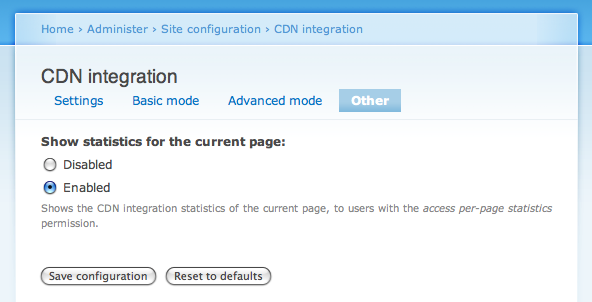 Home › Administer › Site configuration › CDN integration
CDN integration
Settings Basic mode Advanced mode Other
Show statistics for the current page:
Disabled
Enabled
Shows the CDN integration statistics of the current page, to users with the access per-page statistics
permission.
Save configuration Reset to defaults